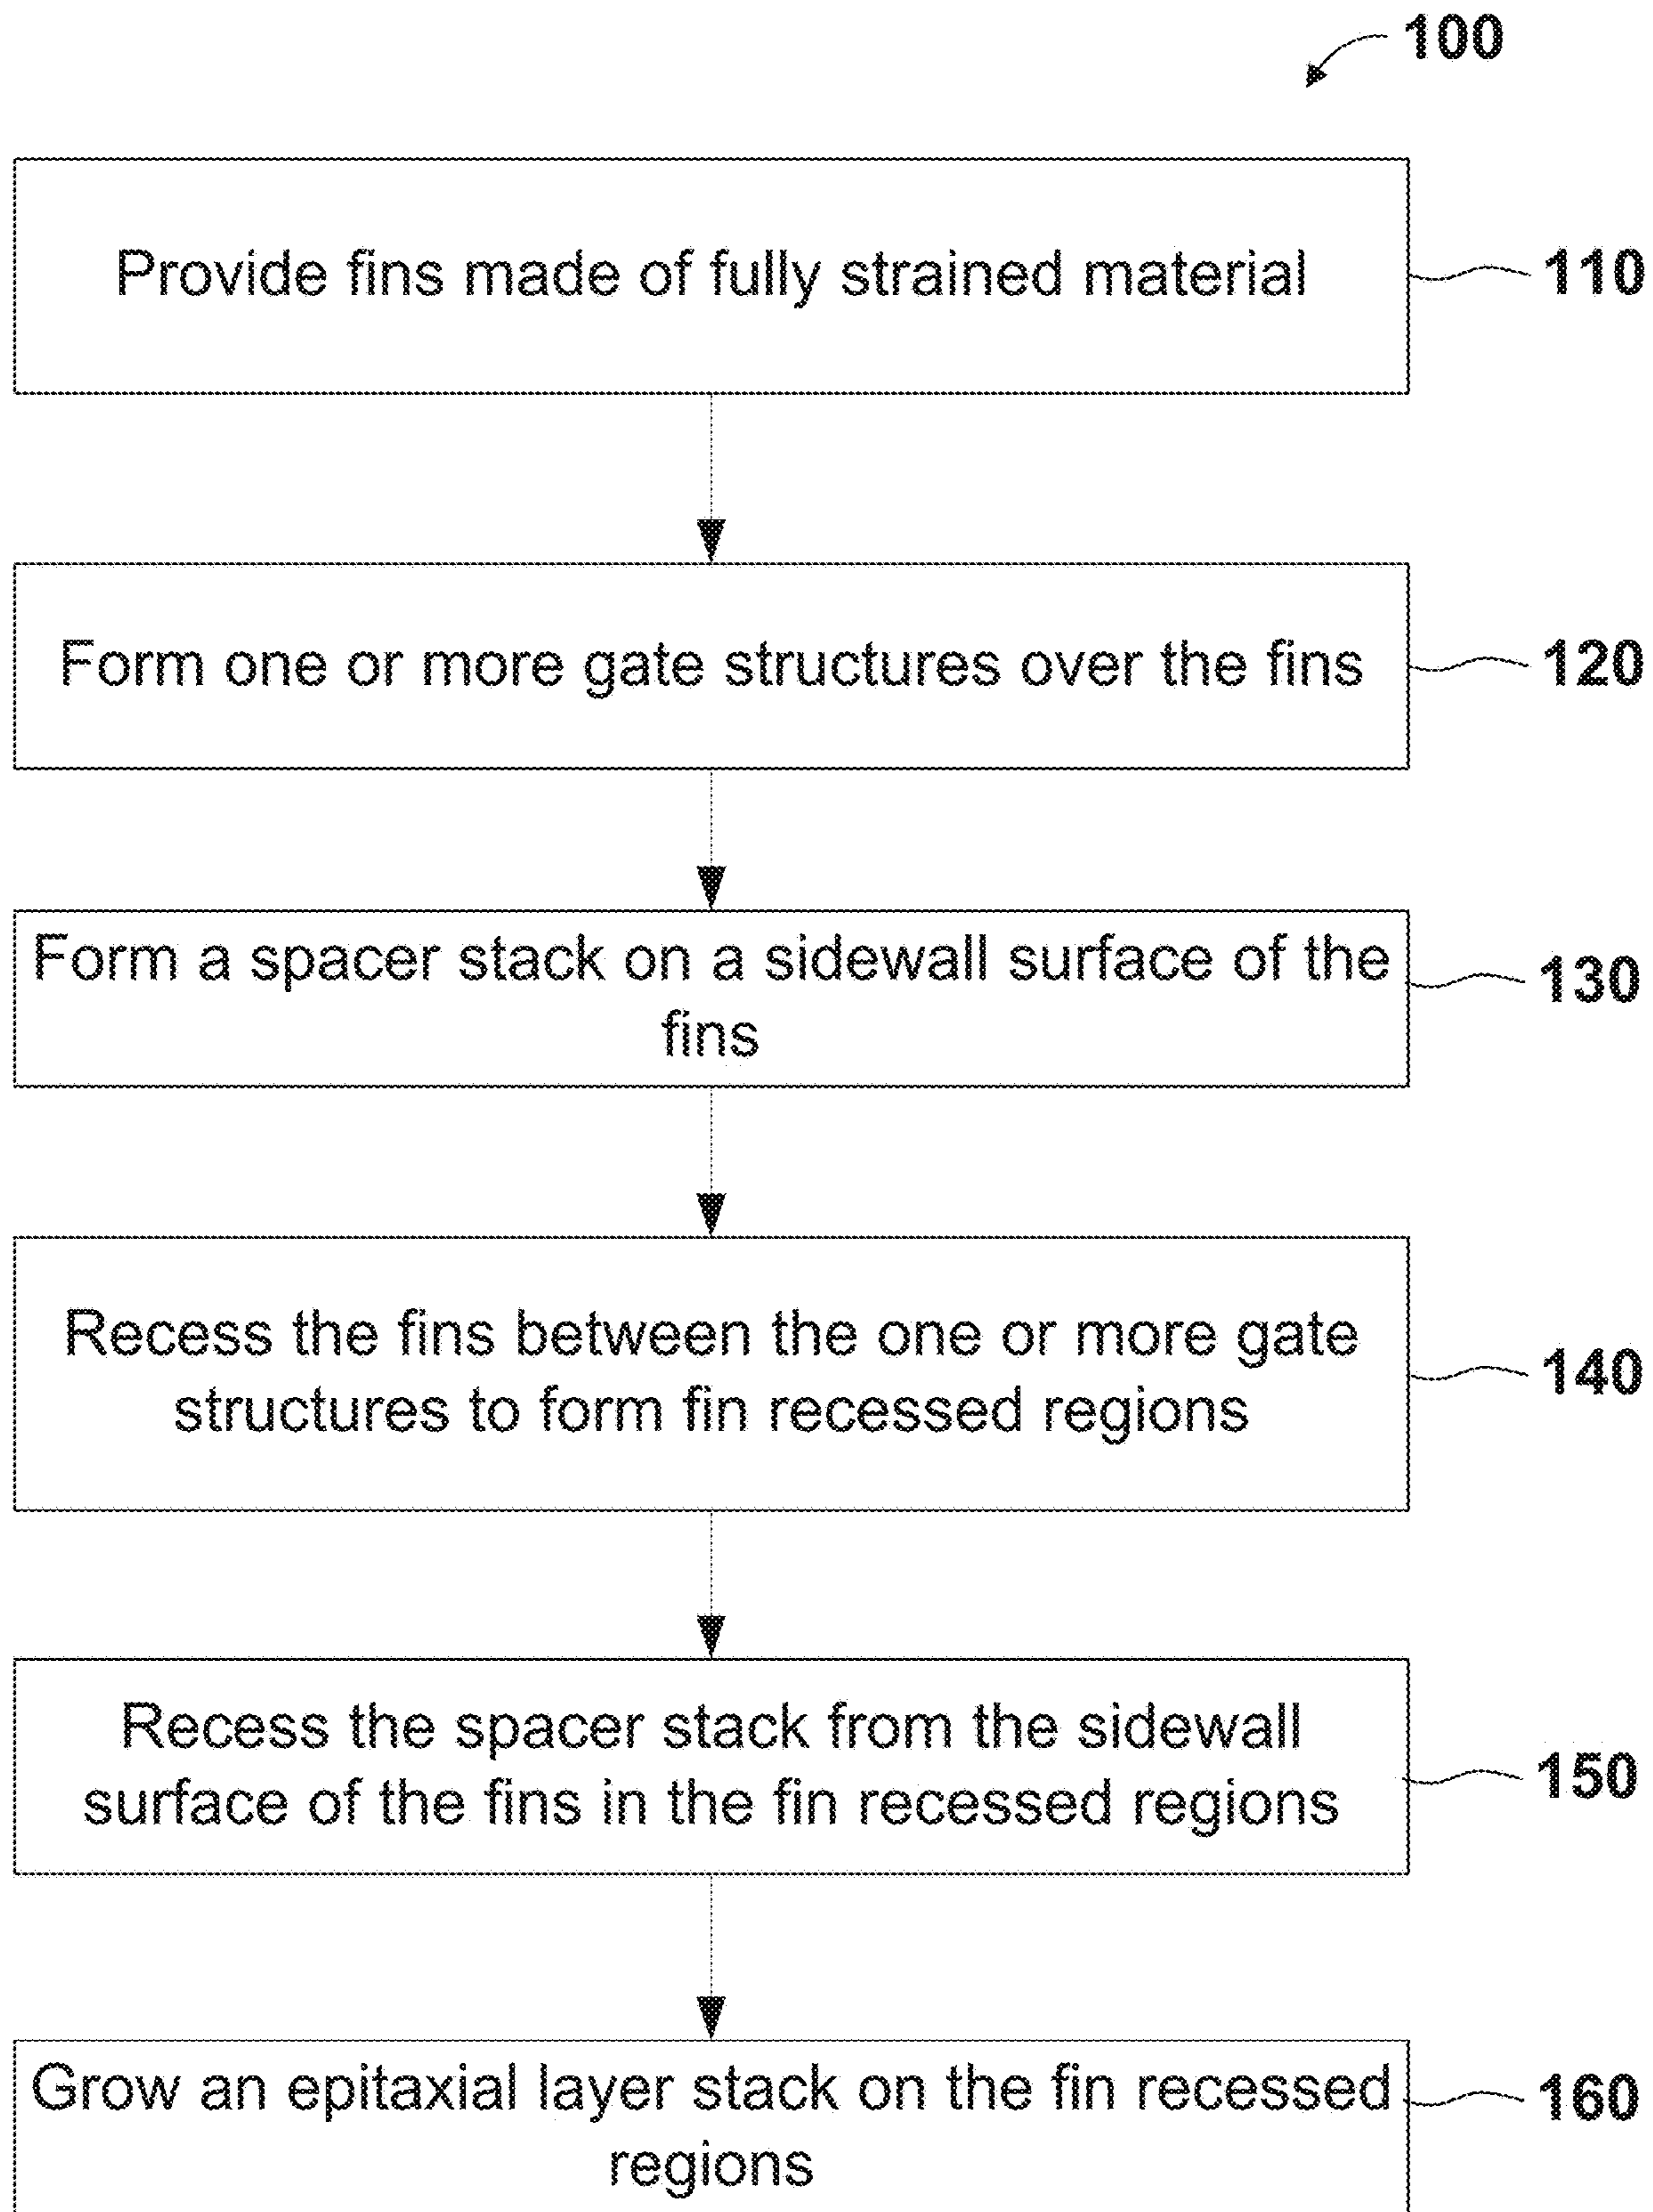 100
Provide fins made of fully strained material
110
Form one or more gate structures over the fins
120
Form a spacer stack on a sidewall surface of the
fins
130
Recess the fins between the one or more gate
structures to form fin recessed regions
140
Recess the spacer stack from the sidewall
surface of the fins in the fin recessed regions
150
Grow an epitaxial layer stack on the fin recessed
regions
160